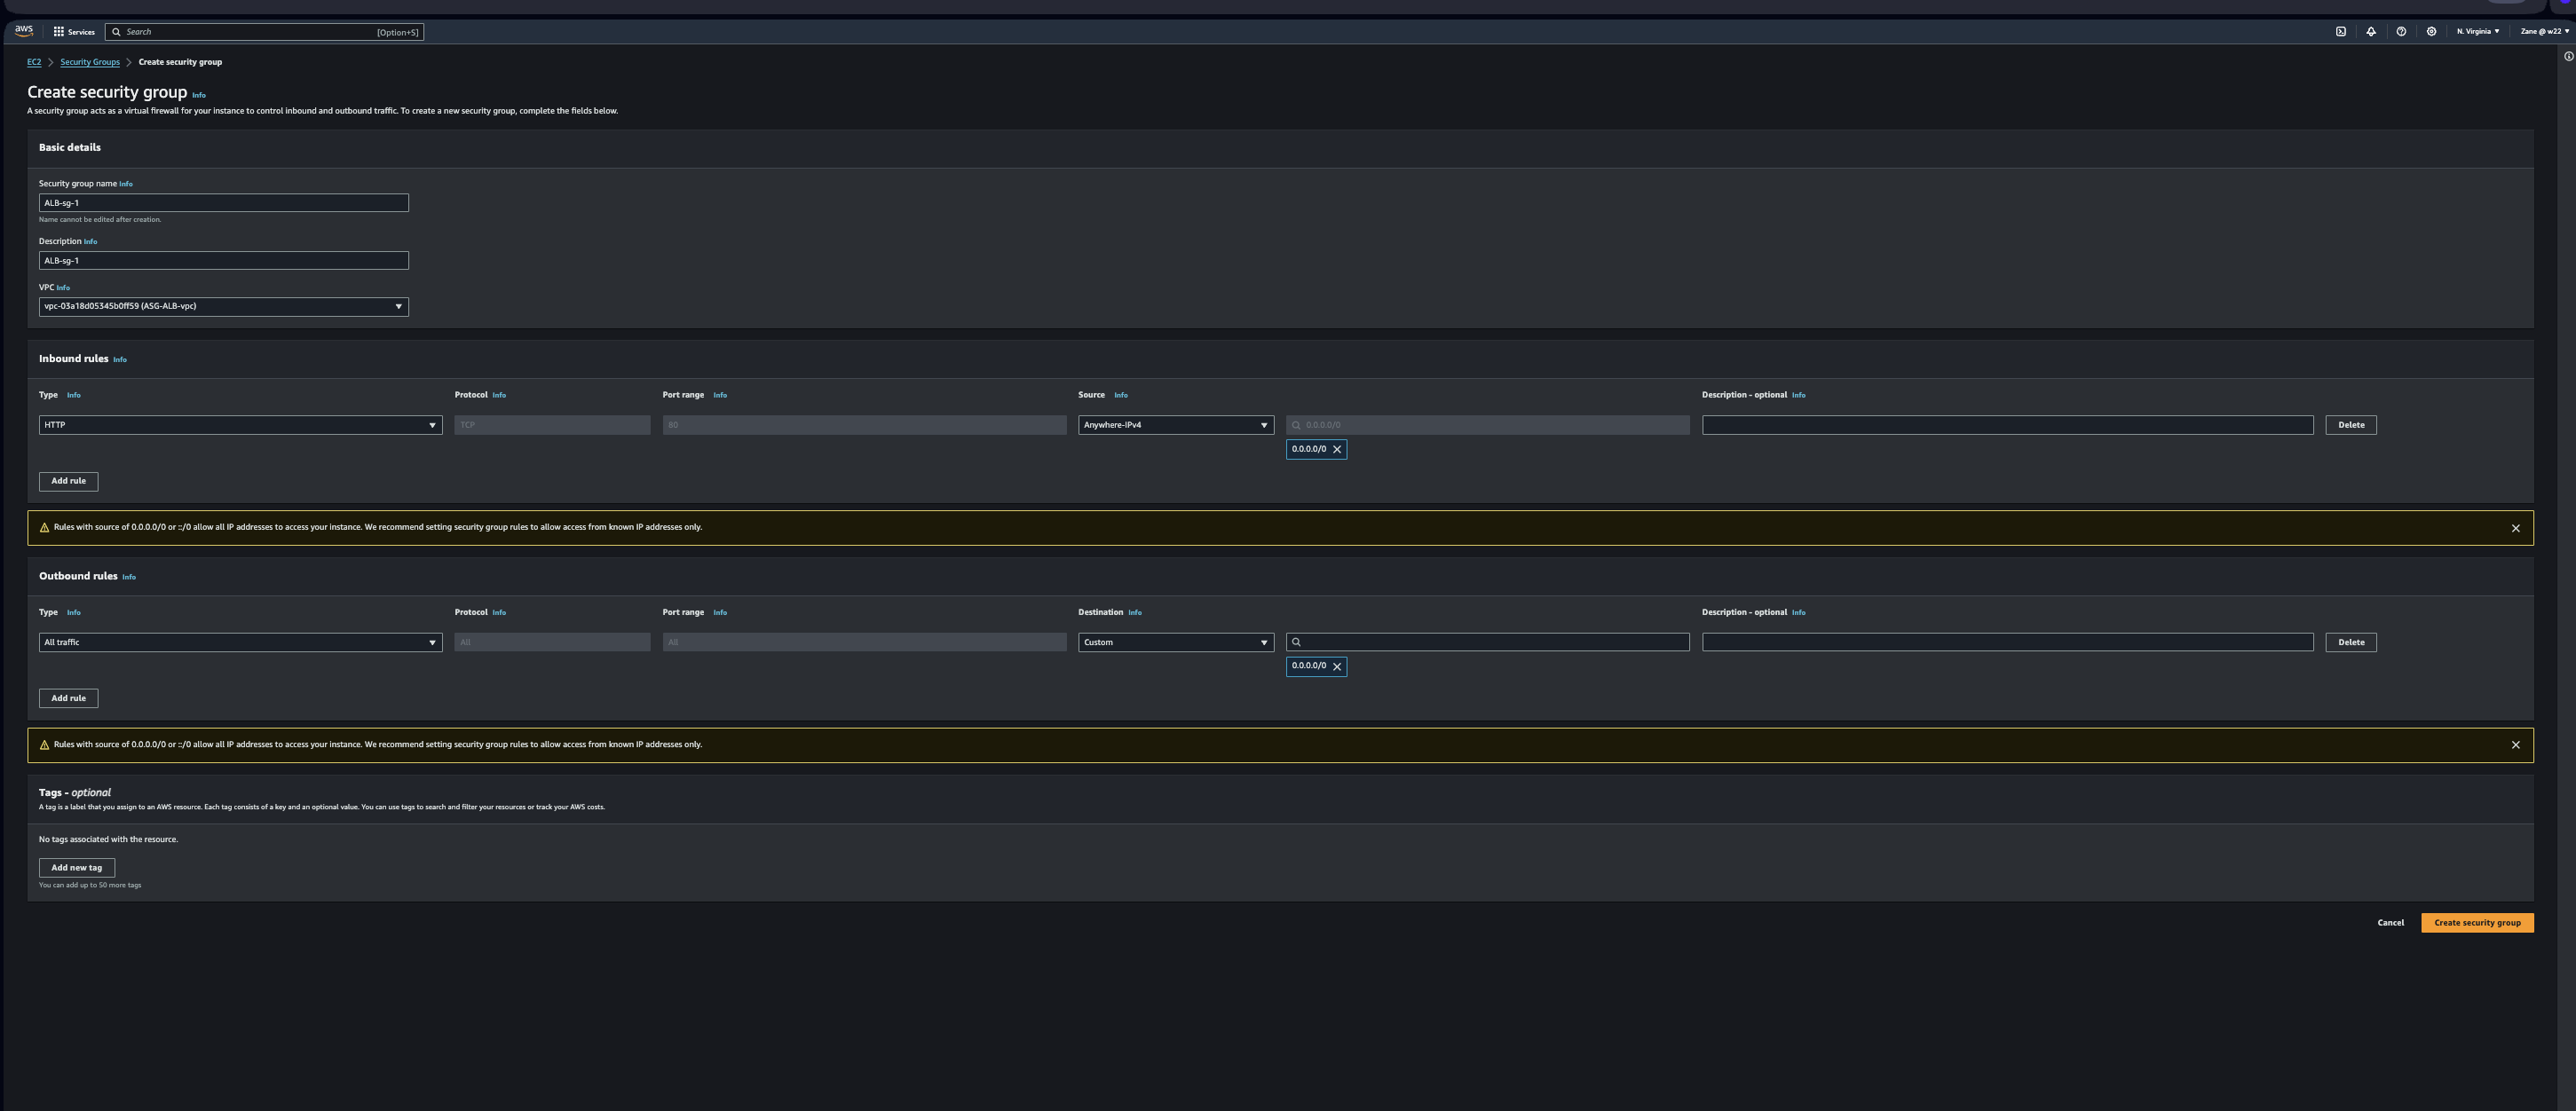 aws Services Search [Option+S] N. Virginia ▼ Zane @ w22 ▼
EC2 > Security Groups > Create security group
Create security group Info
A security group acts as a virtual firewall for your instance to control inbound and outbound traffic. To create a new security group, complete the fields below.
Basic details
Security group name Info
ALB-sg-1
Name cannot be edited after creation.
Description Info
ALB-sg-1
VPC Info
vpc-03a18d05345b0ff59 (ASG-ALB-vpc)
Inbound rules Info
Type Info Protocol Info Port range Info Source Info Description - optional Info
HTTP TCP 80 Anywhere-IPv4 0.0.0.0/0 Delete
0.0.0.0/0
Add rule
Rules with source of 0.0.0.0/0 or ::/0 allow all IP addresses to access your instance. We recommend setting security group rules to allow access from known IP addresses only.
Outbound rules Info
Type Info Protocol Info Port range Info Destination Info Description - optional Info
All traffic All All Custom Delete
0.0.0.0/0
Add rule
Rules with source of 0.0.0.0/0 or ::/0 allow all IP addresses to access your instance. We recommend setting security group rules to allow access from known IP addresses only.
Tags - optional
A tag is a label that you assign to an AWS resource. Each tag consists of a key and an optional value. You can use tags to search and filter your resources or track your AWS costs.
No tags associated with the resource.
Add new tag
You can add up to 50 more tags
Cancel Create security group